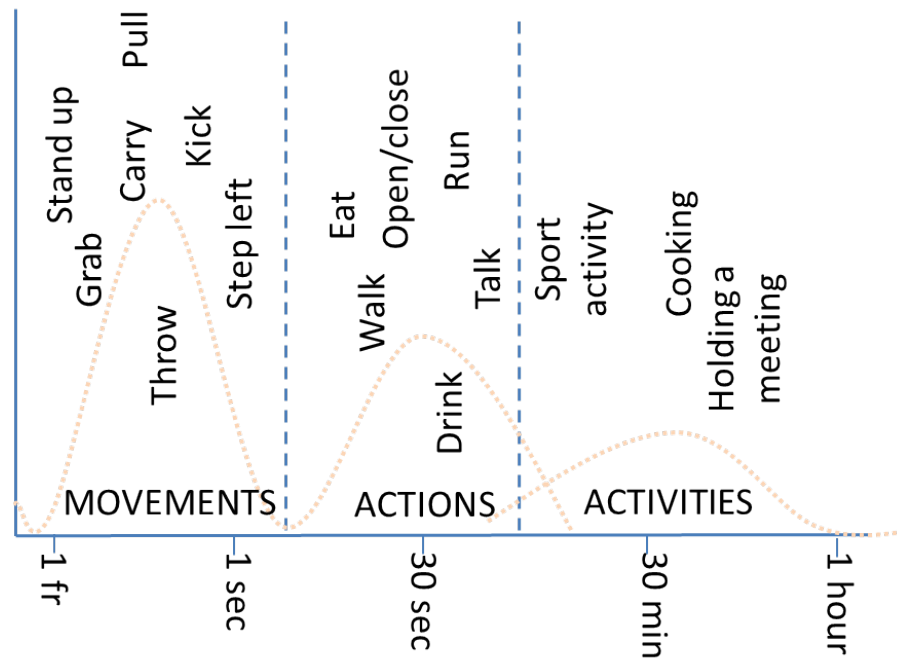 Stand up
Grab
Pull
Carry
Throw
Kick
Step left
Eat
Walk
Open/close
Drink
Run
Talk
Sport
activity
Cooking
Holding a
meeting
MOVEMENTS
ACTIONS
ACTIVITIES
1 fr
1 sec
30 sec
30 min
1 hour